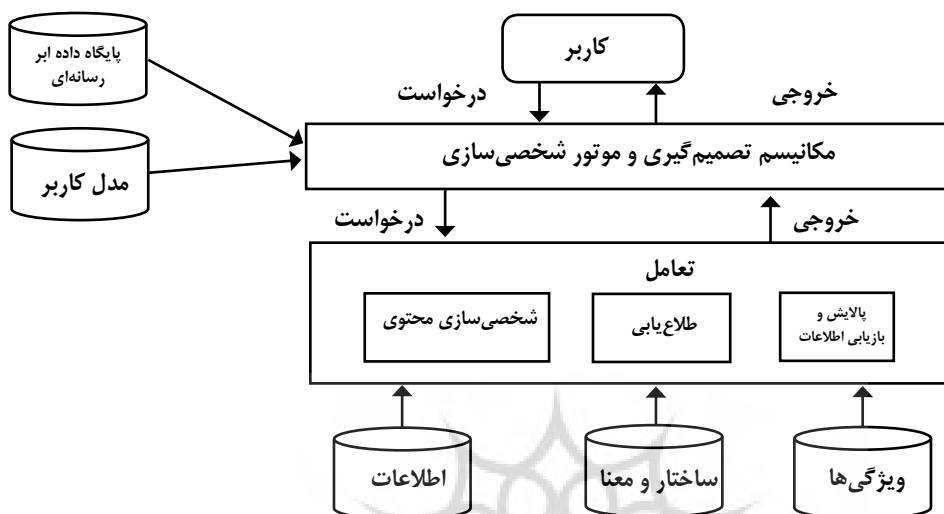 کاربر
پایگاه داده ابر
رسانه‌ای
خروجی
درخواست
مکانیسم تصمیم‌گیری و موتور شخصی‌سازی
مدل کاربر
خروجی
درخواست
تعامل
پالایش و
بازیابی اطلاعات
طلاع‌یابی
شخصی‌سازی محتوی
ویژگی‌ها
ساختار و معنا
اطلاعات